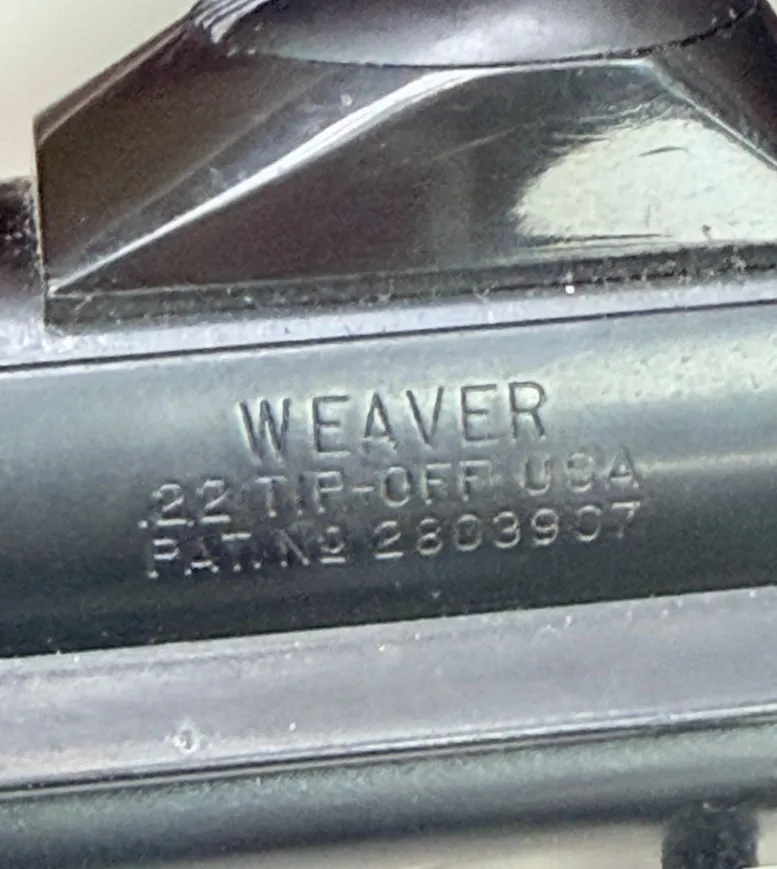 WEAVER
.22 TIP-OFF USA
PAT. No 2803907